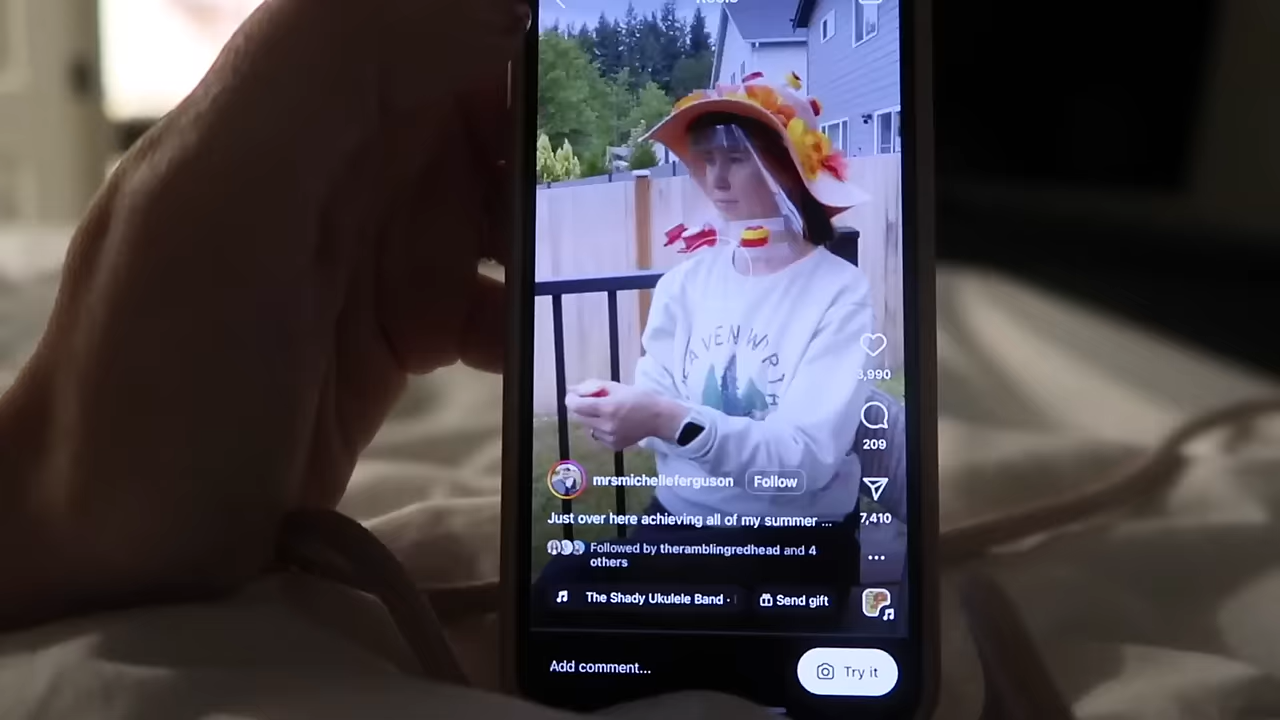 mrsmichelleferguson Follow
Just over here achieving all of my summer ...
Followed by theramblingredhead and 4
others
The Shady Ukulele Band ·
Send gift
3,990
209
7,410
Add comment...
Try it